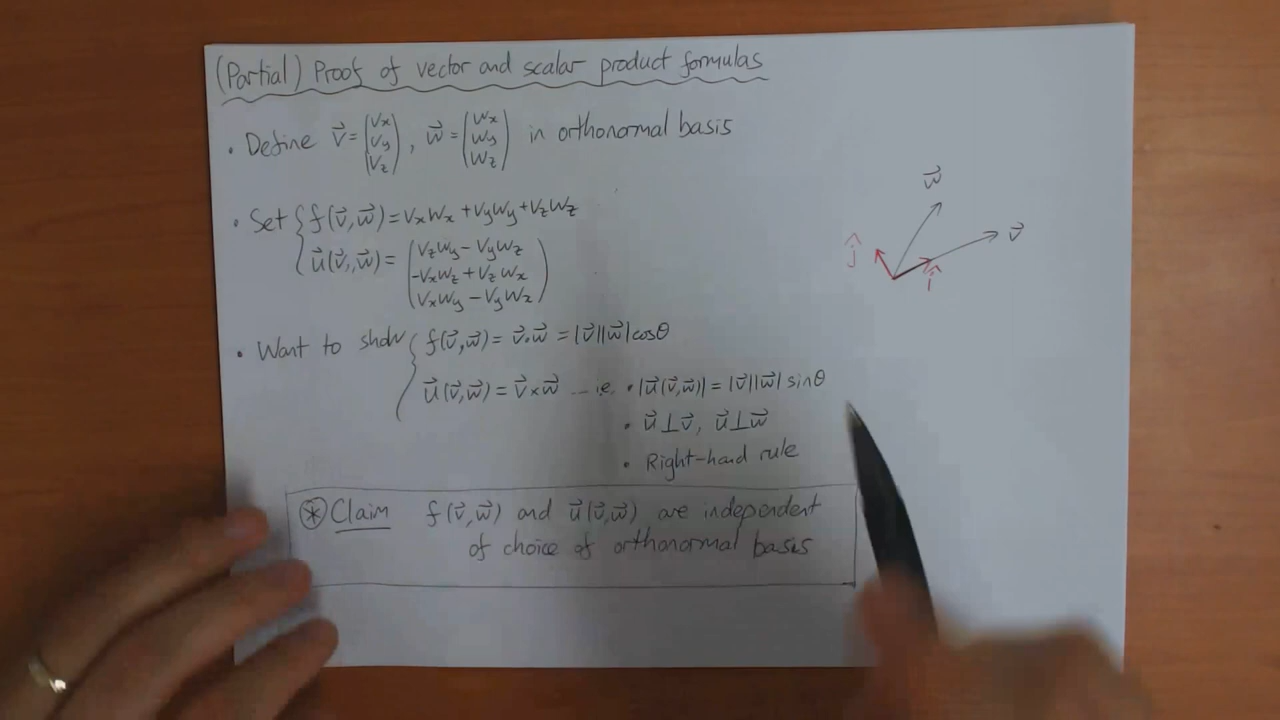 (Partial) Proof of vector and scalar product formulas
• Define v⃗ = (Vx Vy Vz), w⃗ = (Wx Wy Wz) in orthonormal basis
• Set { f(v⃗,w⃗) = VxWx + VyWy + VzWz
u⃗(v⃗,w⃗) = (VzWy - VyWz
-VxWz + VzWx
VxWy - VyWx)
• Want to show { f(v⃗,w⃗) = v⃗·w⃗ = |v⃗||w⃗|cosθ
u⃗(v⃗,w⃗) = v⃗×w⃗ ... i.e. • |u⃗(v⃗,w⃗)| = |v⃗||w⃗| sinθ
• u⃗⊥v⃗, u⃗⊥w⃗
• Right-hand rule
⊛ Claim f(v⃗,w⃗) and u⃗(v⃗,w⃗) are independent
of choice of orthonormal basis
w⃗
v⃗
ĵ
î